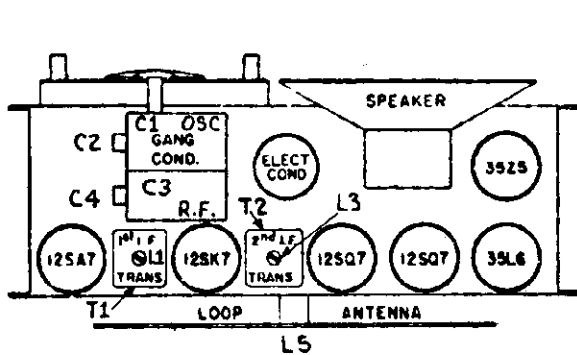 C1 OSC
GANG
COND.
C2
C3
R.F.
C4
SPEAKER
ELECT
COND
35Z5
T2
L3
12SA7
1ST I.F
L1
TRANS
12SK7
2nd I.F
TRANS
12SQ7
12SQ7
35L6
T1
LOOP ANTENNA
L5